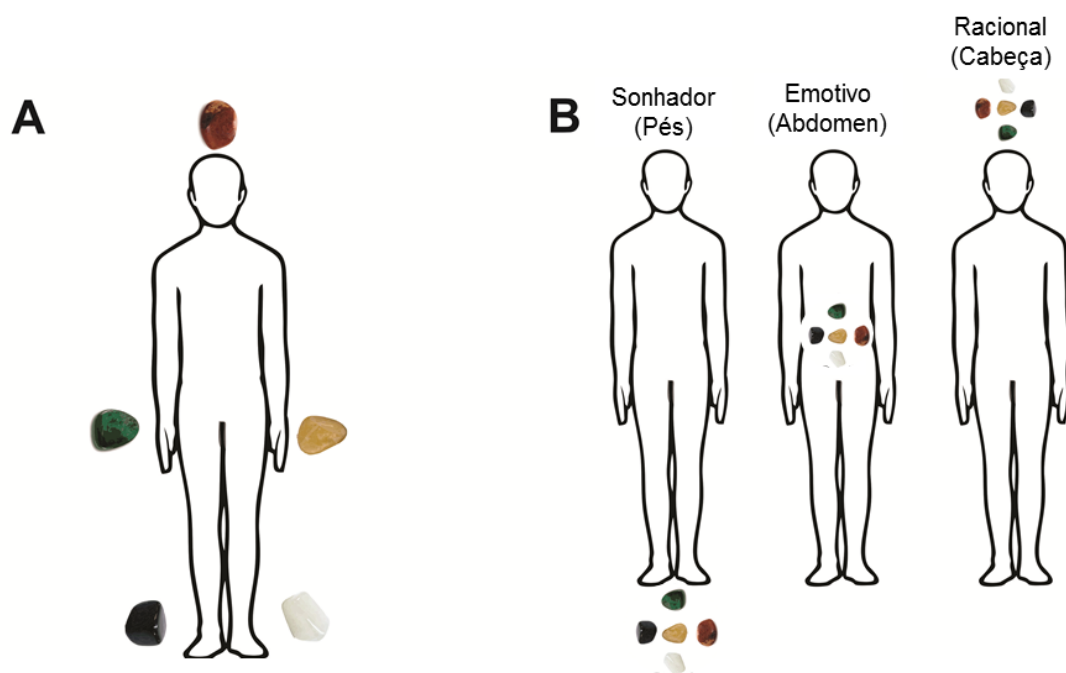 A
B
Sonhador
(Pés)
Emotivo
(Abdomen)
Racional
(Cabeça)